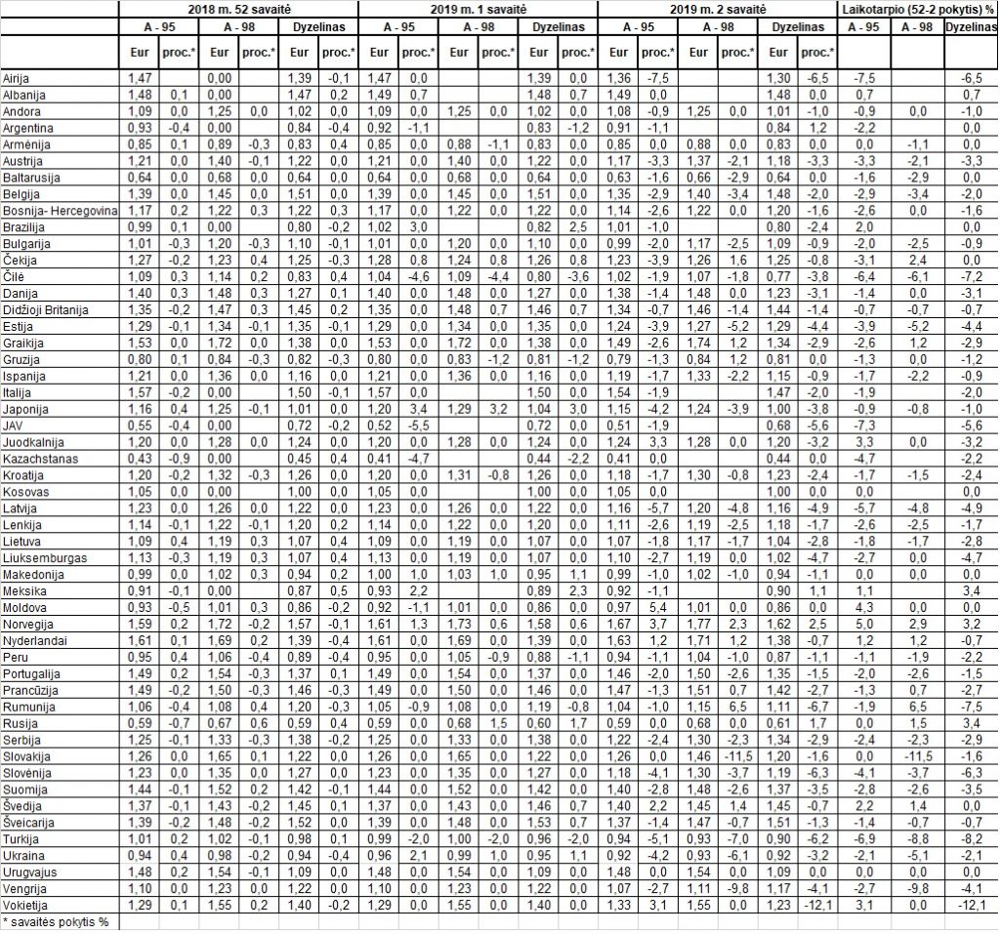 2018 m. 52 savaitė 2019 m. 1 savaitė 2019 m. 2 savaitė Laikotarpio (52-2 pokytis) %
A - 95 A - 98 Dyzelinas A - 95 A - 98 Dyzelinas A - 95 A - 98 Dyzelinas A - 95 A - 98 Dyzelinas
Eur proc.* Eur proc.* Eur proc.* Eur proc.* Eur proc.* Eur proc.* Eur proc.* Eur proc.* Eur proc.*
Airija 1,47 0,00 1,39 -0,1 1,47 0,0 1,39 0,0 1,36 -7,5 1,30 -6,5 -7,5 -6,5
Albanija 1,48 0,1 0,00 1,47 0,2 1,49 0,7 1,48 0,7 1,49 0,0 1,48 0,0 0,7 0,7
Andora 1,09 0,0 1,25 0,0 1,02 0,0 1,09 0,0 1,25 0,0 1,02 0,0 1,08 -0,9 1,25 0,0 1,01 -1,0 -0,9 0,0 -1,0
Argentina 0,93 -0,4 0,00 0,84 -0,4 0,92 -1,1 0,83 -1,2 0,91 -1,1 0,84 1,2 -2,2 0,0
Armėnija 0,85 0,1 0,89 -0,3 0,83 0,4 0,85 0,0 0,88 -1,1 0,83 0,0 0,85 0,0 0,88 0,0 0,83 0,0 0,0 -1,1 0,0
Austrija 1,21 0,0 1,40 -0,1 1,22 0,0 1,21 0,0 1,40 0,0 1,22 0,0 1,17 -3,3 1,37 -2,1 1,18 -3,3 -3,3 -2,1 -3,3
Baltarusija 0,64 0,0 0,68 0,0 0,64 0,0 0,64 0,0 0,68 0,0 0,64 0,0 0,63 -1,6 0,66 -2,9 0,64 0,0 -1,6 -2,9 0,0
Belgija 1,39 0,0 1,45 0,0 1,51 0,0 1,39 0,0 1,45 0,0 1,51 0,0 1,35 -2,9 1,40 -3,4 1,48 -2,0 -2,9 -3,4 -2,0
Bosnija- Hercegovina 1,17 0,2 1,22 0,3 1,22 0,3 1,17 0,0 1,22 0,0 1,22 0,0 1,14 -2,6 1,22 0,0 1,20 -1,6 -2,6 0,0 -1,6
Brazilija 0,99 0,1 0,00 0,80 -0,2 1,02 3,0 0,82 2,5 1,01 -1,0 0,80 -2,4 2,0 0,0
Bulgarija 1,01 -0,3 1,20 -0,3 1,10 -0,1 1,01 0,0 1,20 0,0 1,10 0,0 0,99 -2,0 1,17 -2,5 1,09 -0,9 -2,0 -2,5 -0,9
Čekija 1,27 -0,2 1,23 0,4 1,25 -0,3 1,28 0,8 1,24 0,8 1,26 0,8 1,23 -3,9 1,26 1,6 1,25 -0,8 -3,1 2,4 0,0
Čilė 1,09 0,3 1,14 0,2 0,83 0,4 1,04 -4,6 1,09 -4,4 0,80 -3,6 1,02 -1,9 1,07 -1,8 0,77 -3,8 -6,4 -6,1 -7,2
Danija 1,40 0,3 1,48 0,3 1,27 0,1 1,40 0,0 1,48 0,0 1,27 0,0 1,38 -1,4 1,48 0,0 1,23 -3,1 -1,4 0,0 -3,1
Didžioji Britanija 1,35 -0,2 1,47 0,3 1,45 0,2 1,35 0,0 1,48 0,7 1,46 0,7 1,34 -0,7 1,46 -1,4 1,44 -1,4 -0,7 -0,7 -0,7
Estija 1,29 -0,1 1,34 -0,1 1,35 -0,1 1,29 0,0 1,34 0,0 1,35 0,0 1,24 -3,9 1,27 -5,2 1,29 -4,4 -3,9 -5,2 -4,4
Graikija 1,53 0,0 1,72 0,0 1,38 0,0 1,53 0,0 1,72 0,0 1,38 0,0 1,49 -2,6 1,74 1,2 1,34 -2,9 -2,6 1,2 -2,9
Gruzija 0,80 0,1 0,84 -0,3 0,82 -0,3 0,80 0,0 0,83 -1,2 0,81 -1,2 0,79 -1,3 0,84 1,2 0,81 0,0 -1,3 0,0 -1,2
Ispanija 1,21 0,0 1,36 0,0 1,16 0,0 1,21 0,0 1,36 0,0 1,16 0,0 1,19 -1,7 1,33 -2,2 1,15 -0,9 -1,7 -2,2 -0,9
Italija 1,57 -0,2 0,00 1,50 -0,1 1,57 0,0 1,50 0,0 1,54 -1,9 1,47 -2,0 -1,9 -2,0
Japonija 1,16 0,4 1,25 -0,1 1,01 0,0 1,20 3,4 1,29 3,2 1,04 3,0 1,15 -4,2 1,24 -3,9 1,00 -3,8 -0,9 -0,8 -1,0
JAV 0,55 -0,4 0,00 0,72 -0,2 0,52 -5,5 0,72 0,0 0,51 -1,9 0,68 -5,6 -7,3 -5,6
Juodkalnija 1,20 0,0 1,28 0,0 1,24 0,0 1,20 0,0 1,28 0,0 1,24 0,0 1,24 3,3 1,28 0,0 1,20 -3,2 3,3 0,0 -3,2
Kazachstanas 0,43 -0,9 0,00 0,45 0,4 0,41 -4,7 0,44 -2,2 0,41 0,0 0,44 0,0 -4,7 -2,2
Kroatija 1,20 -0,2 1,32 -0,3 1,26 0,0 1,20 0,0 1,31 -0,8 1,26 0,0 1,18 -1,7 1,30 -0,8 1,23 -2,4 -1,7 -1,5 -2,4
Kosovas 1,05 0,0 1,00 0,0 1,05 0,0 1,00 0,0 1,05 0,0 1,00 0,0 0,0 0,0
Latvija 1,23 0,0 1,26 0,0 1,22 0,0 1,23 0,0 1,26 0,0 1,22 0,0 1,16 -5,7 1,20 -4,8 1,16 -4,9 -5,7 -4,8 -4,9
Lenkija 1,14 -0,1 1,22 -0,1 1,20 0,2 1,14 0,0 1,22 0,0 1,20 0,0 1,11 -2,6 1,19 -2,5 1,18 -1,7 -2,6 -2,5 -1,7
Lietuva 1,09 0,4 1,19 0,3 1,07 0,4 1,09 0,0 1,19 0,0 1,07 0,0 1,07 -1,8 1,17 -1,7 1,04 -2,8 -1,8 -1,7 -2,8
Liuksemburgas 1,13 -0,3 1,19 0,3 1,07 0,4 1,13 0,0 1,19 0,0 1,07 0,0 1,10 -2,7 1,19 0,0 1,02 -4,7 -2,7 0,0 -4,7
Makedonija 0,99 0,0 1,02 0,3 0,94 0,2 1,00 1,0 1,03 1,0 0,95 1,1 0,99 -1,0 1,02 -1,0 0,94 -1,1 0,0 0,0 0,0
Meksika 0,91 -0,1 0,00 0,87 0,5 0,93 2,2 0,89 2,3 0,92 -1,1 0,90 1,1 1,1 3,4
Moldova 0,93 -0,5 1,01 0,3 0,86 -0,2 0,92 -1,1 1,01 0,0 0,86 0,0 0,97 5,4 1,01 0,0 0,86 0,0 4,3 0,0 0,0
Norvegija 1,59 0,2 1,72 -0,2 1,57 -0,1 1,61 1,3 1,73 0,6 1,58 0,6 1,67 3,7 1,77 2,3 1,62 2,5 5,0 2,9 3,2
Nyderlandai 1,61 0,1 1,69 0,2 1,39 -0,4 1,61 0,0 1,69 0,0 1,39 0,0 1,63 1,2 1,71 1,2 1,38 -0,7 1,2 1,2 -0,7
Peru 0,95 0,4 1,06 -0,4 0,89 -0,4 0,95 0,0 1,05 -0,9 0,88 -1,1 0,94 -1,1 1,04 -1,0 0,87 -1,1 -1,1 -1,9 -2,2
Portugalija 1,49 0,2 1,54 -0,3 1,37 0,1 1,49 0,0 1,54 0,0 1,37 0,0 1,46 -2,0 1,50 -2,6 1,35 -1,5 -2,0 -2,6 -1,5
Prancūzija 1,49 -0,2 1,50 -0,3 1,46 -0,3 1,49 0,0 1,50 0,0 1,46 0,0 1,47 -1,3 1,51 0,7 1,42 -2,7 -1,3 0,7 -2,7
Rumunija 1,06 -0,4 1,08 0,4 1,20 -0,3 1,05 -0,9 1,08 0,0 1,19 -0,8 1,04 -1,0 1,15 6,5 1,11 -6,7 -1,9 6,5 -7,5
Rusija 0,59 -0,7 0,67 0,6 0,59 0,4 0,59 0,0 0,68 1,5 0,60 1,7 0,59 0,0 0,68 0,0 0,61 1,7 0,0 1,5 3,4
Serbija 1,25 -0,1 1,33 -0,3 1,38 -0,2 1,25 0,0 1,33 0,0 1,38 0,0 1,22 -2,4 1,30 -2,3 1,34 -2,9 -2,4 -2,3 -2,9
Slovakija 1,26 0,0 1,65 0,1 1,22 0,0 1,26 0,0 1,65 0,0 1,22 0,0 1,26 0,0 1,46 -11,5 1,20 -1,6 0,0 -11,5 -1,6
Slovėnija 1,23 0,0 1,35 0,0 1,27 0,0 1,23 0,0 1,35 0,0 1,27 0,0 1,18 -4,1 1,30 -3,7 1,19 -6,3 -4,1 -3,7 -6,3
Suomija 1,44 -0,1 1,52 0,2 1,42 -0,1 1,44 0,0 1,52 0,0 1,42 0,0 1,40 -2,8 1,48 -2,6 1,37 -3,5 -2,8 -2,6 -3,5
Švedija 1,37 -0,1 1,43 -0,2 1,45 0,1 1,37 0,0 1,43 0,0 1,46 0,7 1,40 2,2 1,45 1,4 1,45 -0,7 2,2 1,4 0,0
Šveicarija 1,39 -0,2 1,48 -0,2 1,52 0,0 1,39 0,0 1,48 0,0 1,53 0,7 1,37 -1,4 1,47 -0,7 1,51 -1,3 -1,4 -0,7 -0,7
Turkija 1,01 0,2 1,02 -0,1 0,98 0,1 0,99 -2,0 1,00 -2,0 0,96 -2,0 0,94 -5,1 0,93 -7,0 0,90 -6,2 -6,9 -8,8 -8,2
Ukraina 0,94 0,4 0,98 -0,2 0,94 -0,4 0,96 2,1 0,99 1,0 0,95 1,1 0,92 -4,2 0,93 -6,1 0,92 -3,2 -2,1 -5,1 -2,1
Urugvajus 1,48 0,2 1,54 -0,1 1,09 0,0 1,48 0,0 1,54 0,0 1,09 0,0 1,48 0,0 1,54 0,0 1,09 0,0 0,0 0,0 0,0
Vengrija 1,10 0,0 1,23 0,0 1,22 0,0 1,10 0,0 1,23 0,0 1,22 0,0 1,07 -2,7 1,11 -9,8 1,17 -4,1 -2,7 -9,8 -4,1
Vokietija 1,29 0,1 1,55 0,2 1,40 -0,2 1,29 0,0 1,55 0,0 1,40 0,0 1,33 3,1 1,55 0,0 1,23 -12,1 3,1 0,0 -12,1
* savaitės pokytis %